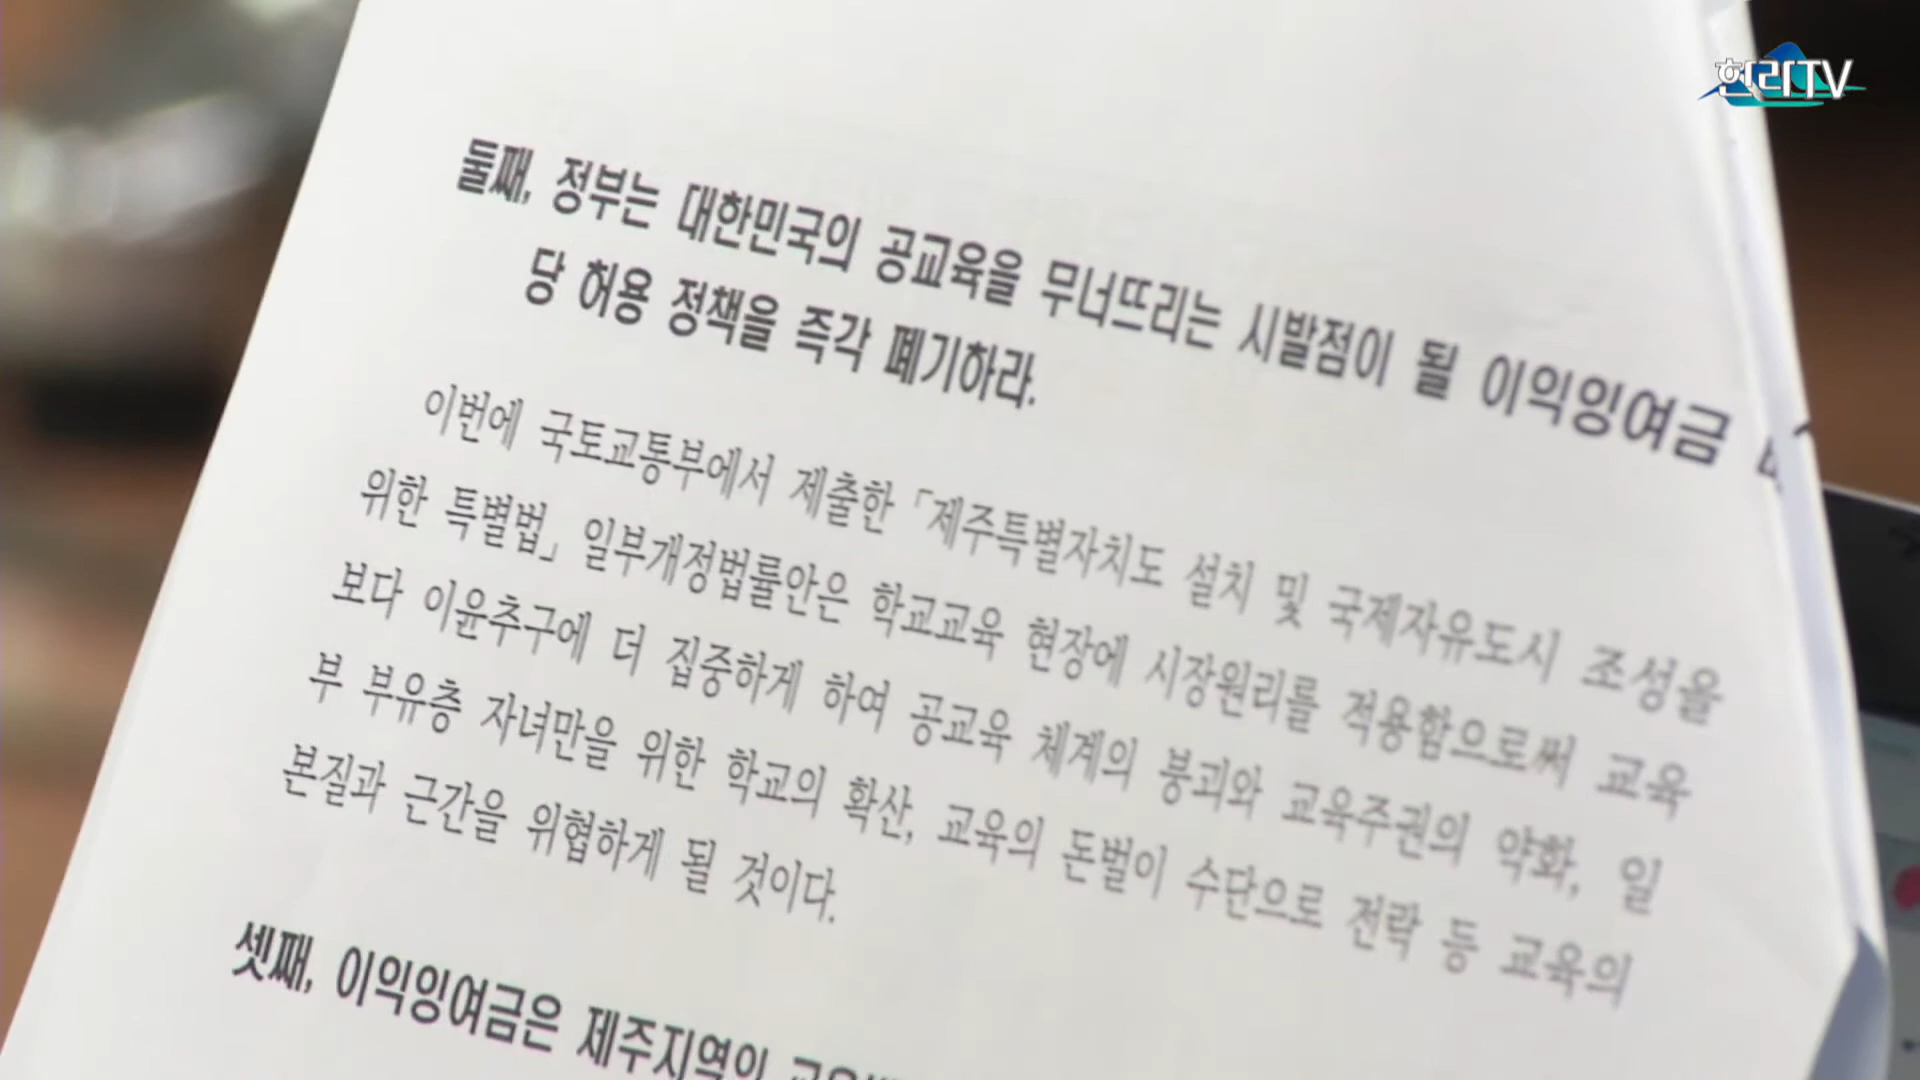 한라TV
둘째, 정부는 대한민국의 공교육을 무너뜨리는 시발점이 될 이익잉여금
당 허용 정책을 즉각 폐기하라.
이번에 국토교통부에서 제출한 「제주특별자치도 설치 및 국제자유도시 조성을
위한 특별법」 일부개정법률안은 학교교육 현장에 시장원리를 적용함으로써 교육
보다 이윤추구에 더 집중하게 하여 공교육 체계의 붕괴와 교육주권의 약화, 일
부 부유층 자녀만을 위한 학교의 확산, 교육의 돈벌이 수단으로 전락 등 교육의
본질과 근간을 위협하게 될 것이다.
셋째, 이익잉여금은 제주지역의